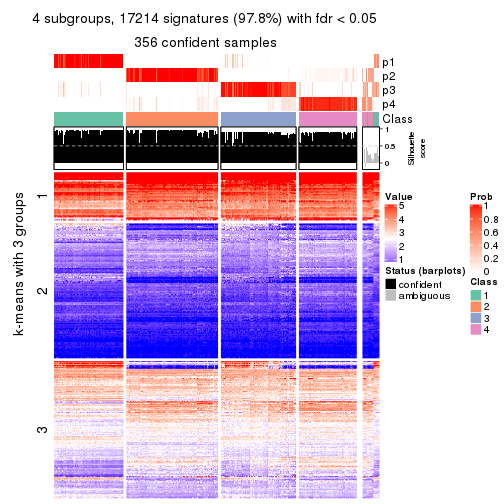 4 subgroups, 17214 signatures (97.8%) with fdr < 0.05
356 confident samples
p1
p2
p3
p4
Class
1
0.5
0
Silhouette
score
k-means with 3 groups
1
2
3
Value
5
4
3
2
1
Prob
1
0.8
0.6
0.4
0.2
0
Status (barplots)
confident
ambiguous
Class
1
2
3
4